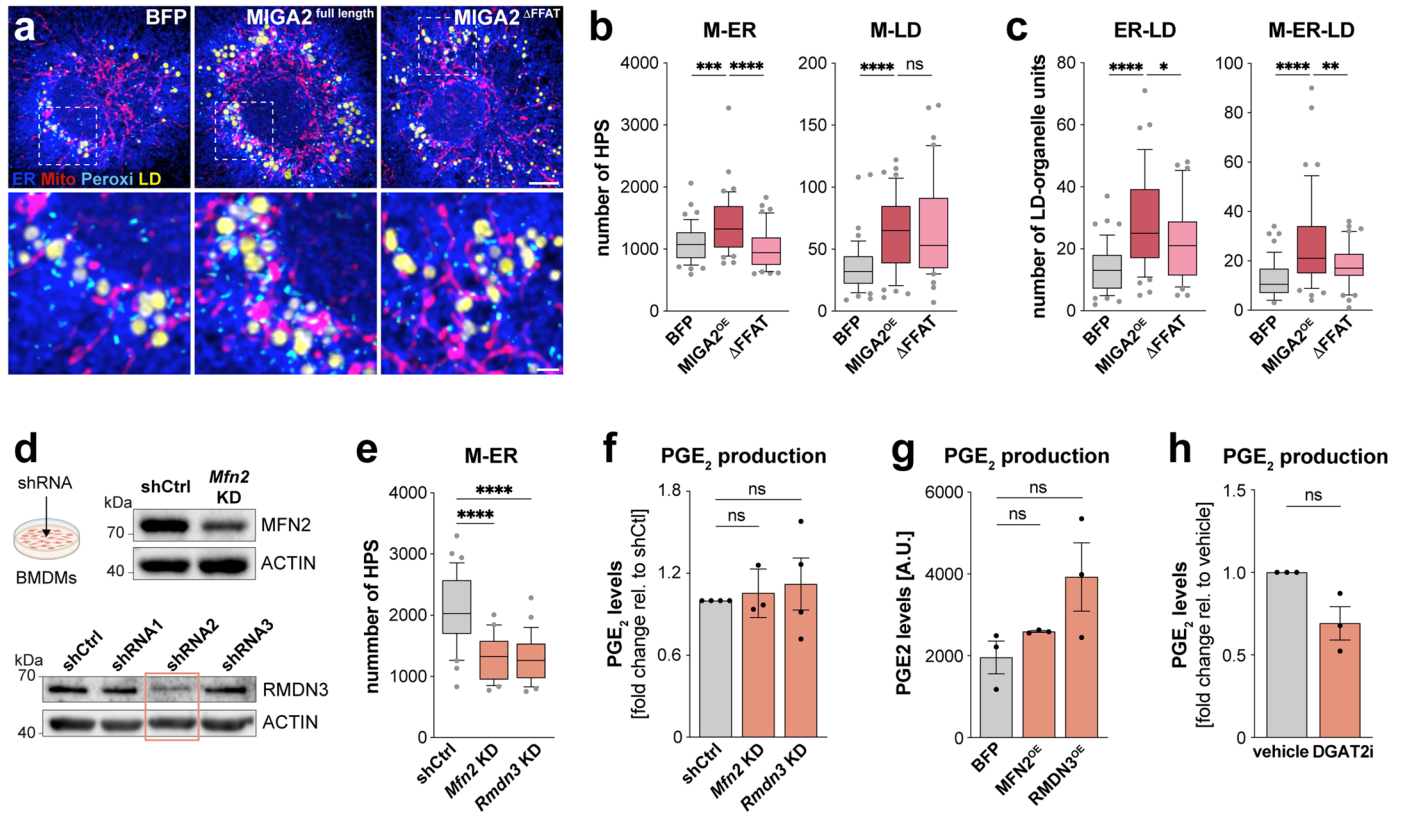 a
BFP
MIGA2 full length
MIGA2 ΔFFAT
ER Mito Peroxi LD
b
M-ER
M-LD
number of HPS
4000
3000
2000
1000
0
*** ****
BFP
MIGA2OE
ΔFFAT
200
150
100
50
0
**** ns
BFP
MIGA2OE
ΔFFAT
c
ER-LD
M-ER-LD
number of LD-organelle units
80
60
40
20
0
**** *
BFP
MIGA2OE
ΔFFAT
100
80
60
40
20
0
**** **
BFP
MIGA2OE
ΔFFAT
d
shRNA
BMDMs
kDa
shCtrl
Mfn2
KD
70
MFN2
40
ACTIN
kDa
shCtrl
shRNA1
shRNA2
shRNA3
70
RMDN3
40
ACTIN
e
M-ER
nummber of HPS
4000
3000
2000
1000
0
****
****
shCtrl
Mfn2 KD
Rmdn3 KD
f
PGE2 production
PGE2 levels
[fold change rel. to shCtl]
1.8
1.2
0.6
0
ns
ns
shCtrl
Mfn2 KD
Rmdn3 KD
g
PGE2 production
PGE2 levels [A.U.]
6000
4000
2000
0
ns
ns
BFP
MFN2OE
RMDN3OE
h
PGE2 production
PGE2 levels
[fold change rel. to vehicle]
1.5
1.0
0.5
0
ns
vehicle DGAT2i